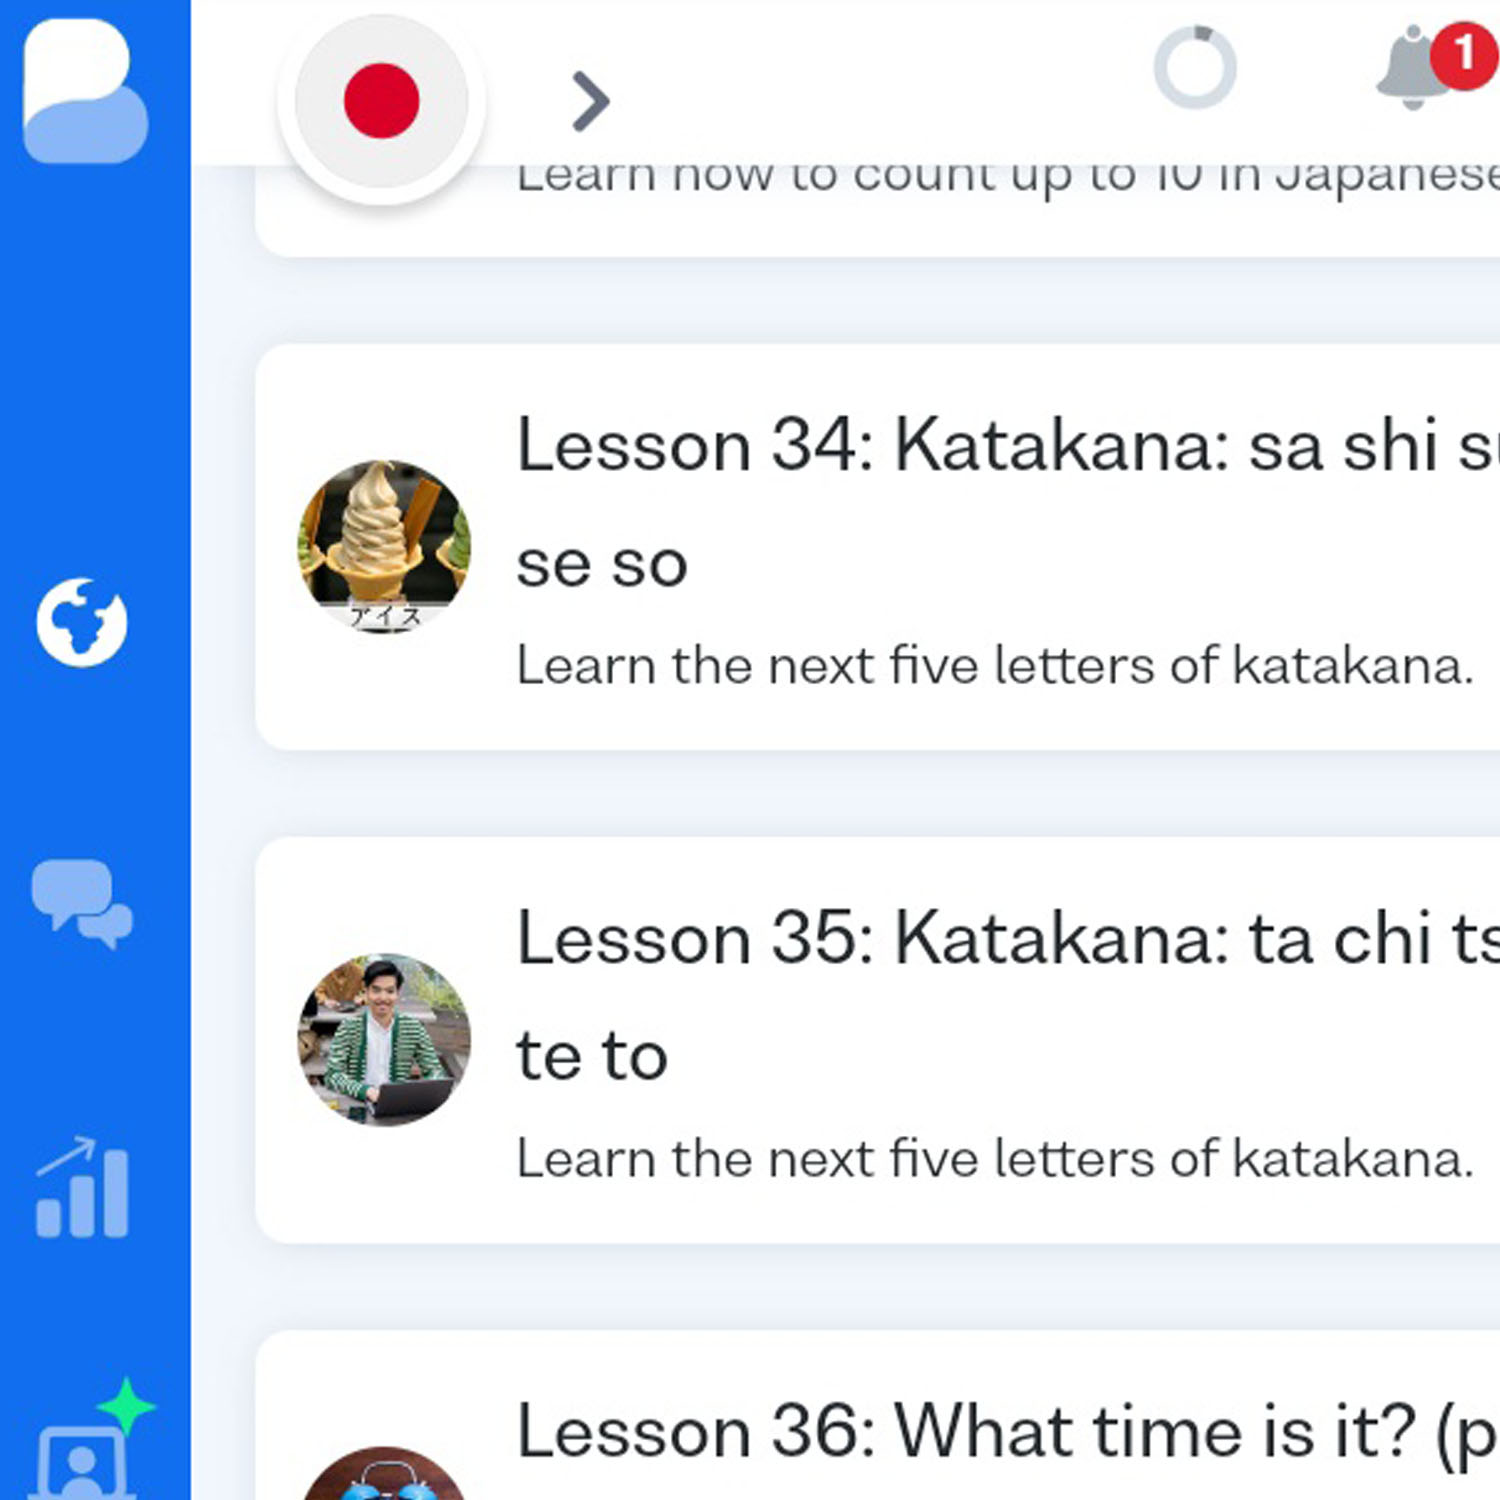 1
Learn how to count up to 10 in Japanese
Lesson 34: Katakana: sa shi su
se so
アイス
Learn the next five letters of katakana.
Lesson 35: Katakana: ta chi ts
te to
Learn the next five letters of katakana.
Lesson 36: What time is it? (p